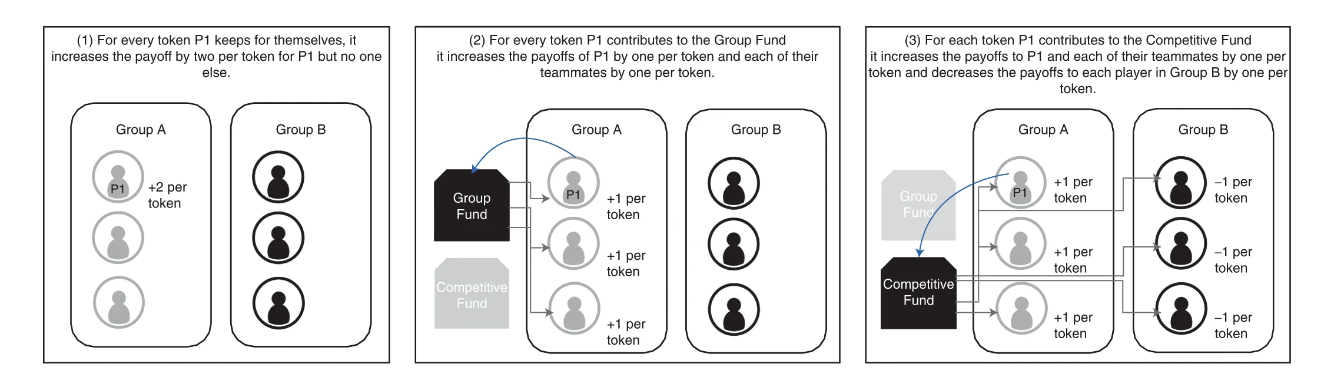 (1) For every token P1 keeps for themselves, it
increases the payoff by two per token for P1 but no one
else.
Group A
Group B
P1
+2 per
token
(2) For every token P1 contributes to the Group Fund
it increases the payoffs of P1 by one per token and each of their
teammates by one per token.
Group A
Group B
Group
Fund
P1
+1 per
token
+1 per
token
Competitive
Fund
+1 per
token
(3) For each token P1 contributes to the Competitive Fund
it increases the payoffs to P1 and each of their teammates by one per
token and decreases the payoffs to each player in Group B by one per
token.
Group A
Group B
Group
Fund
P1
+1 per
token
−1 per
token
+1 per
token
−1 per
token
Competitive
Fund
+1 per
token
−1 per
token